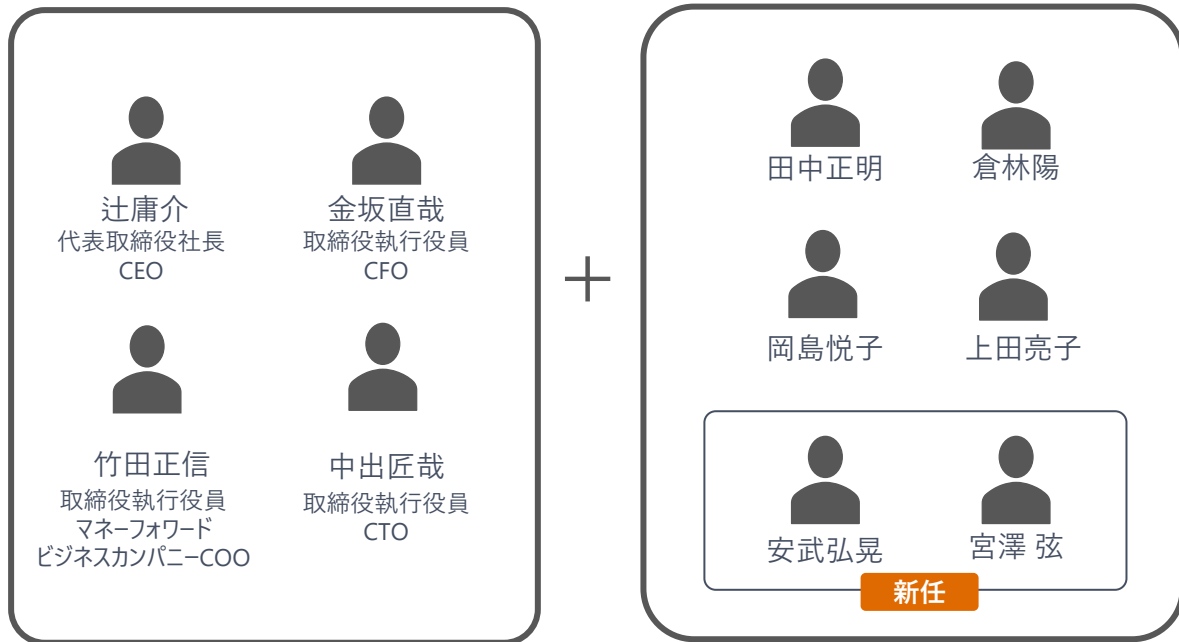 辻庸介
代表取締役社長
CEO
金坂直哉
取締役執行役員
CFO
竹田正信
取締役執行役員
マネーフォワード
ビジネスカンパニーCOO
中出匠哉
取締役執行役員
CTO
＋
田中正明
倉林陽
岡島悦子
上田亮子
安武弘晃
宮澤 弦
新任